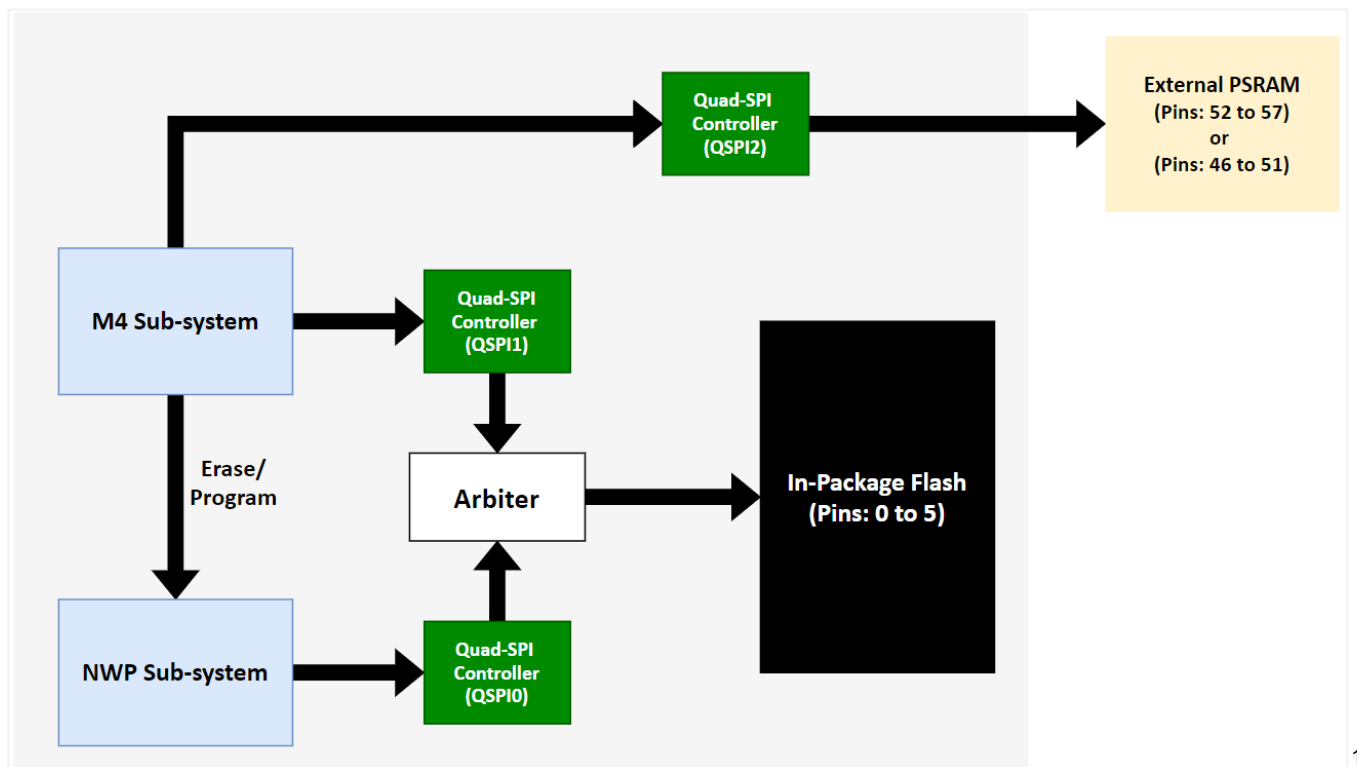 Quad-SPI
Controller
(QSPI2)
External PSRAM
(Pins: 52 to 57)
or
(Pins: 46 to 51)
M4 Sub-system
Quad-SPI
Controller
(QSPI1)
Erase/
Program
Arbiter
In-Package Flash
(Pins: 0 to 5)
NWP Sub-system
Quad-SPI
Controller
(QSPI0)